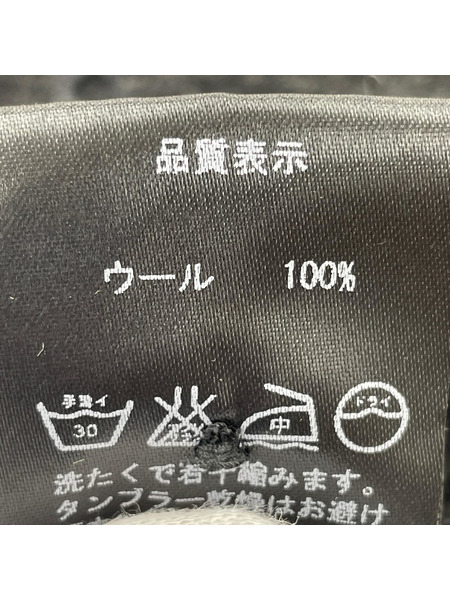 品質表示
ウール 100%
手洗イ 30 中 ドライ
洗たくで若干縮みます。
タンブラー乾燥はお避け